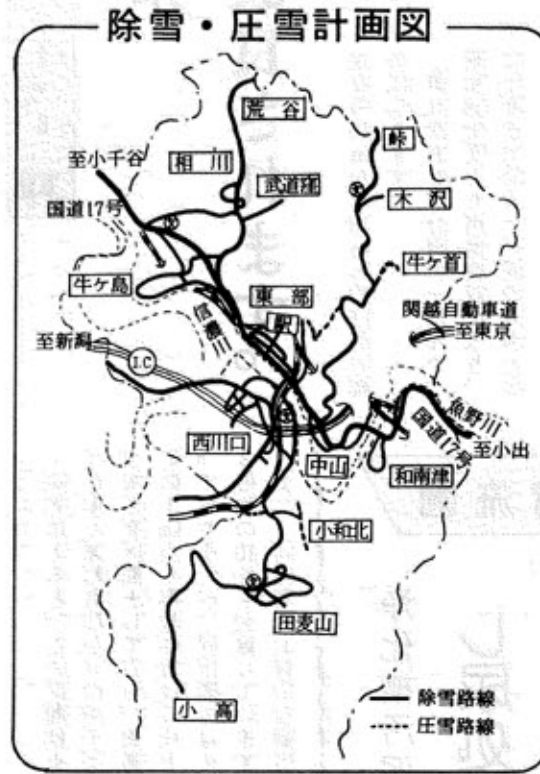 除雪・圧雪計画図
荒谷
峠
至小千谷
相川
武道窪
木沢
国道17号
牛ヶ首
牛ヶ島
東部
関越自動車道
駅
至東京
信濃川
至新潟
I.C
魚野川
国道17号
西川口
中山
至小出
和南津
小和北
田麦山
小高
除雪路線
圧雪路線